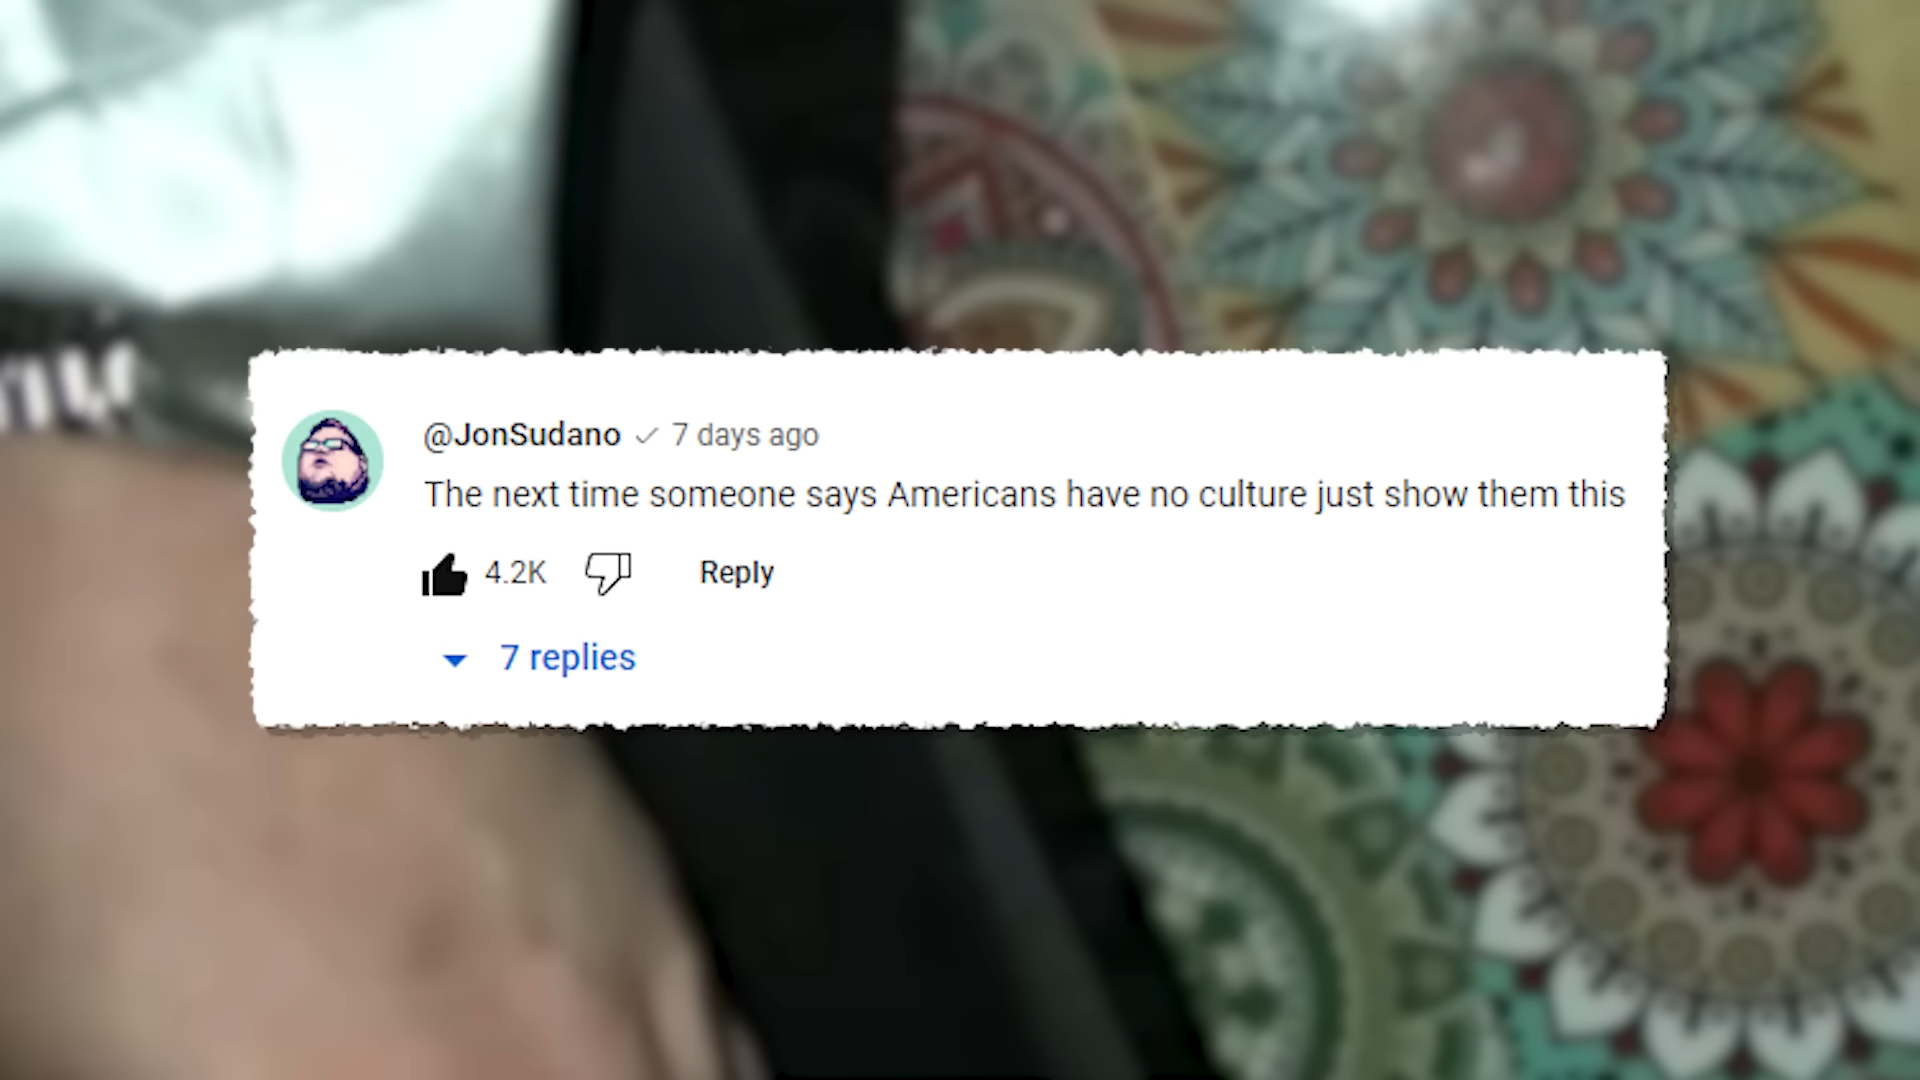 @JonSudano 7 days ago
The next time someone says Americans have no culture just show them this
4.2K Reply
7 replies